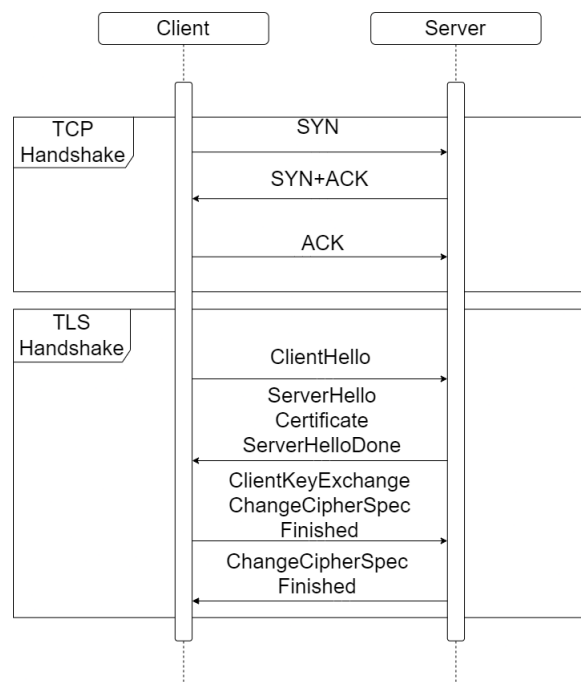 Client
Server
TCP
Handshake
SYN
SYN+ACK
ACK
TLS
Handshake
ClientHello
ServerHello
Certificate
ServerHelloDone
ClientKeyExchange
ChangeCipherSpec
Finished
ChangeCipherSpec
Finished